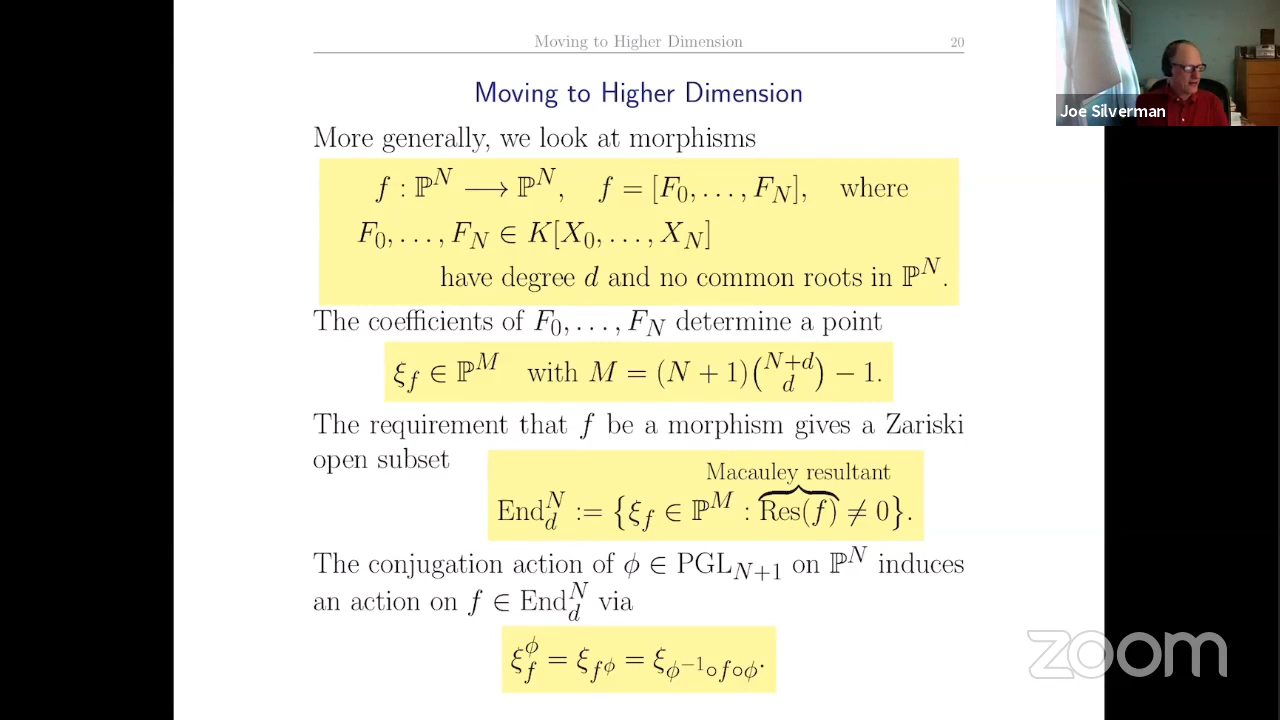 Moving to Higher Dimension 20
Joe Silverman
Moving to Higher Dimension
More generally, we look at morphisms
f : ℙ^N ⟶ ℙ^N, f = [F_0, . . . , F_N], where
F_0, . . . , F_N ∈ K[X_0, . . . , X_N]
have degree d and no common roots in ℙ^N.
The coefficients of F_0, . . . , F_N determine a point
ξ_f ∈ ℙ^M with M = (N + 1)\binom{N+d}{d} − 1.
The requirement that f be a morphism gives a Zariski
open subset
Macauley resultant
End_d^N := {ξ_f ∈ ℙ^M : Res(f) ≠ 0}.
The conjugation action of ϕ ∈ PGL_{N+1} on ℙ^N induces
an action on f ∈ End_d^N via
ξ_f^ϕ = ξ_{f^ϕ} = ξ_{ϕ^{−1}∘f∘ϕ}.
zoom